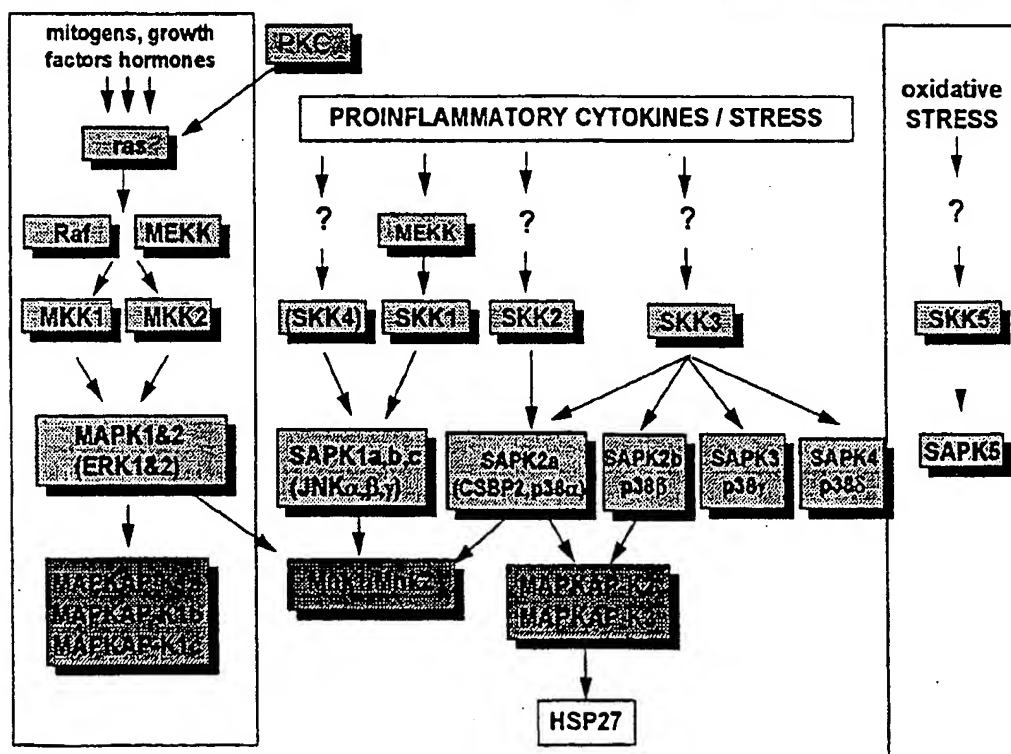 mitogens, growth
factors hormones
PKC
PROINFLAMMATORY CYTOKINES / STRESS
oxidative
STRESS
ras?
?
?
?
?
Raf
MEKK
MEKK
MKK1
MKK2
(SKK4)
SKK1
SKK2
SKK3
SKK5
MAPK1&2
(ERK1&2)
SAPK1a,b,c
(JNKα,β,γ)
SAPK2a
(CSBP2,p38α)
SAPK2b
p38β
SAPK3
p38γ
SAPK4
p38δ
SAPK5
MAPKAP-K1a
MAPKAP-K1b
MAPKAP-K1c
MAPKAP-K2
MAPKAP-K3
HSP27